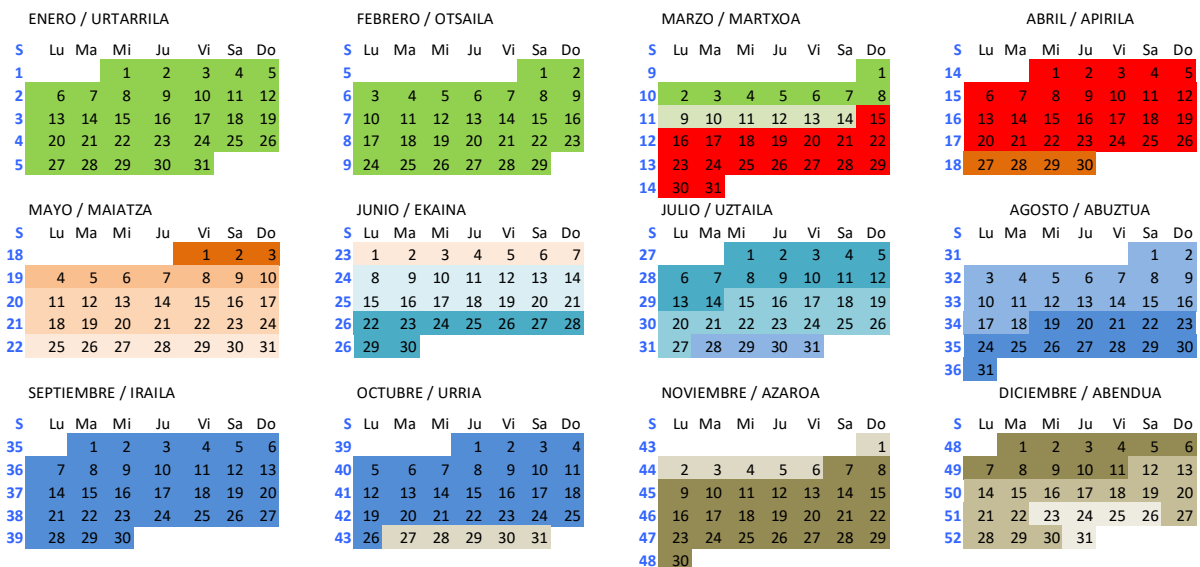 ENERO / URTARRILA
S Lu Ma Mi Ju Vi Sa Do
1 1 2 3 4 5
2 6 7 8 9 10 11 12
3 13 14 15 16 17 18 19
4 20 21 22 23 24 25 26
5 27 28 29 30 31
FEBRERO / OTSAILA
S Lu Ma Mi Ju Vi Sa Do
5 1 2
6 3 4 5 6 7 8 9
7 10 11 12 13 14 15 16
8 17 18 19 20 21 22 23
9 24 25 26 27 28 29
MARZO / MARTXOA
S Lu Ma Mi Ju Vi Sa Do
9 1
10 2 3 4 5 6 7 8
11 9 10 11 12 13 14 15
12 16 17 18 19 20 21 22
13 23 24 25 26 27 28 29
14 30 31
ABRIL / APIRILA
S Lu Ma Mi Ju Vi Sa Do
14 1 2 3 4 5
15 6 7 8 9 10 11 12
16 13 14 15 16 17 18 19
17 20 21 22 23 24 25 26
18 27 28 29 30
MAYO / MAIATZA
S Lu Ma Mi Ju Vi Sa Do
18 1 2 3
19 4 5 6 7 8 9 10
20 11 12 13 14 15 16 17
21 18 19 20 21 22 23 24
22 25 26 27 28 29 30 31
JUNIO / EKAINA
S Lu Ma Mi Ju Vi Sa Do
23 1 2 3 4 5 6 7
24 8 9 10 11 12 13 14
25 15 16 17 18 19 20 21
26 22 23 24 25 26 27 28
26 29 30
JULIO / UZTAILA
S Lu Ma Mi Ju Vi Sa Do
27 1 2 3 4 5
28 6 7 8 9 10 11 12
29 13 14 15 16 17 18 19
30 20 21 22 23 24 25 26
31 27 28 29 30 31
AGOSTO / ABUZTUA
S Lu Ma Mi Ju Vi Sa Do
31 1 2
32 3 4 5 6 7 8 9
33 10 11 12 13 14 15 16
34 17 18 19 20 21 22 23
35 24 25 26 27 28 29 30
36 31
SEPTIEMBRE / IRAILA
S Lu Ma Mi Ju Vi Sa Do
35 1 2 3 4 5 6
36 7 8 9 10 11 12 13
37 14 15 16 17 18 19 20
38 21 22 23 24 25 26 27
39 28 29 30
OCTUBRE / URRIA
S Lu Ma Mi Ju Vi Sa Do
39 1 2 3 4
40 5 6 7 8 9 10 11
41 12 13 14 15 16 17 18
42 19 20 21 22 23 24 25
43 26 27 28 29 30 31
NOVIEMBRE / AZAROA
S Lu Ma Mi Ju Vi Sa Do
43 1
44 2 3 4 5 6 7 8
45 9 10 11 12 13 14 15
46 16 17 18 19 20 21 22
47 23 24 25 26 27 28 29
48 30
DICIEMBRE / ABENDUA
S Lu Ma Mi Ju Vi Sa Do
48 1 2 3 4 5 6
49 7 8 9 10 11 12 13
50 14 15 16 17 18 19 20
51 21 22 23 24 25 26 27
52 28 29 30 31